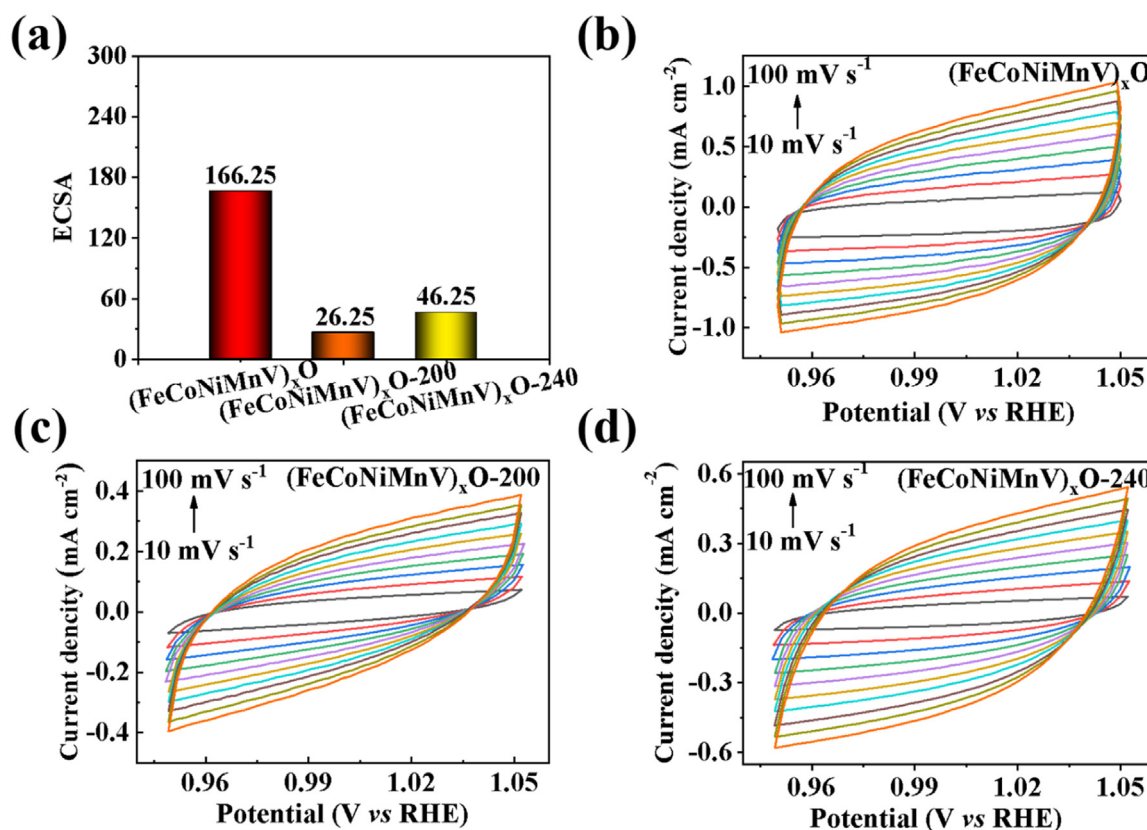 (a)
300
240
180
120
60
0
ECSA
166.25
26.25
46.25
(FeCoNiMnV)ₓO
(FeCoNiMnV)ₓO-200
(FeCoNiMnV)ₓO-240
(b)
100 mV s⁻¹
10 mV s⁻¹
(FeCoNiMnV)ₓO
Current dencity (mA cm⁻²)
1.0
0.5
0.0
-0.5
-1.0
0.96 0.99 1.02 1.05
Potential (V vs RHE)
(c)
100 mV s⁻¹
10 mV s⁻¹
(FeCoNiMnV)ₓO-200
Current dencity (mA cm⁻²)
0.4
0.2
0.0
-0.2
-0.4
0.96 0.99 1.02 1.05
Potential (V vs RHE)
(d)
100 mV s⁻¹
10 mV s⁻¹
(FeCoNiMnV)ₓO-240
Current dencity (mA cm⁻²)
0.6
0.3
0.0
-0.3
-0.6
0.96 0.99 1.02 1.05
Potential (V vs RHE)